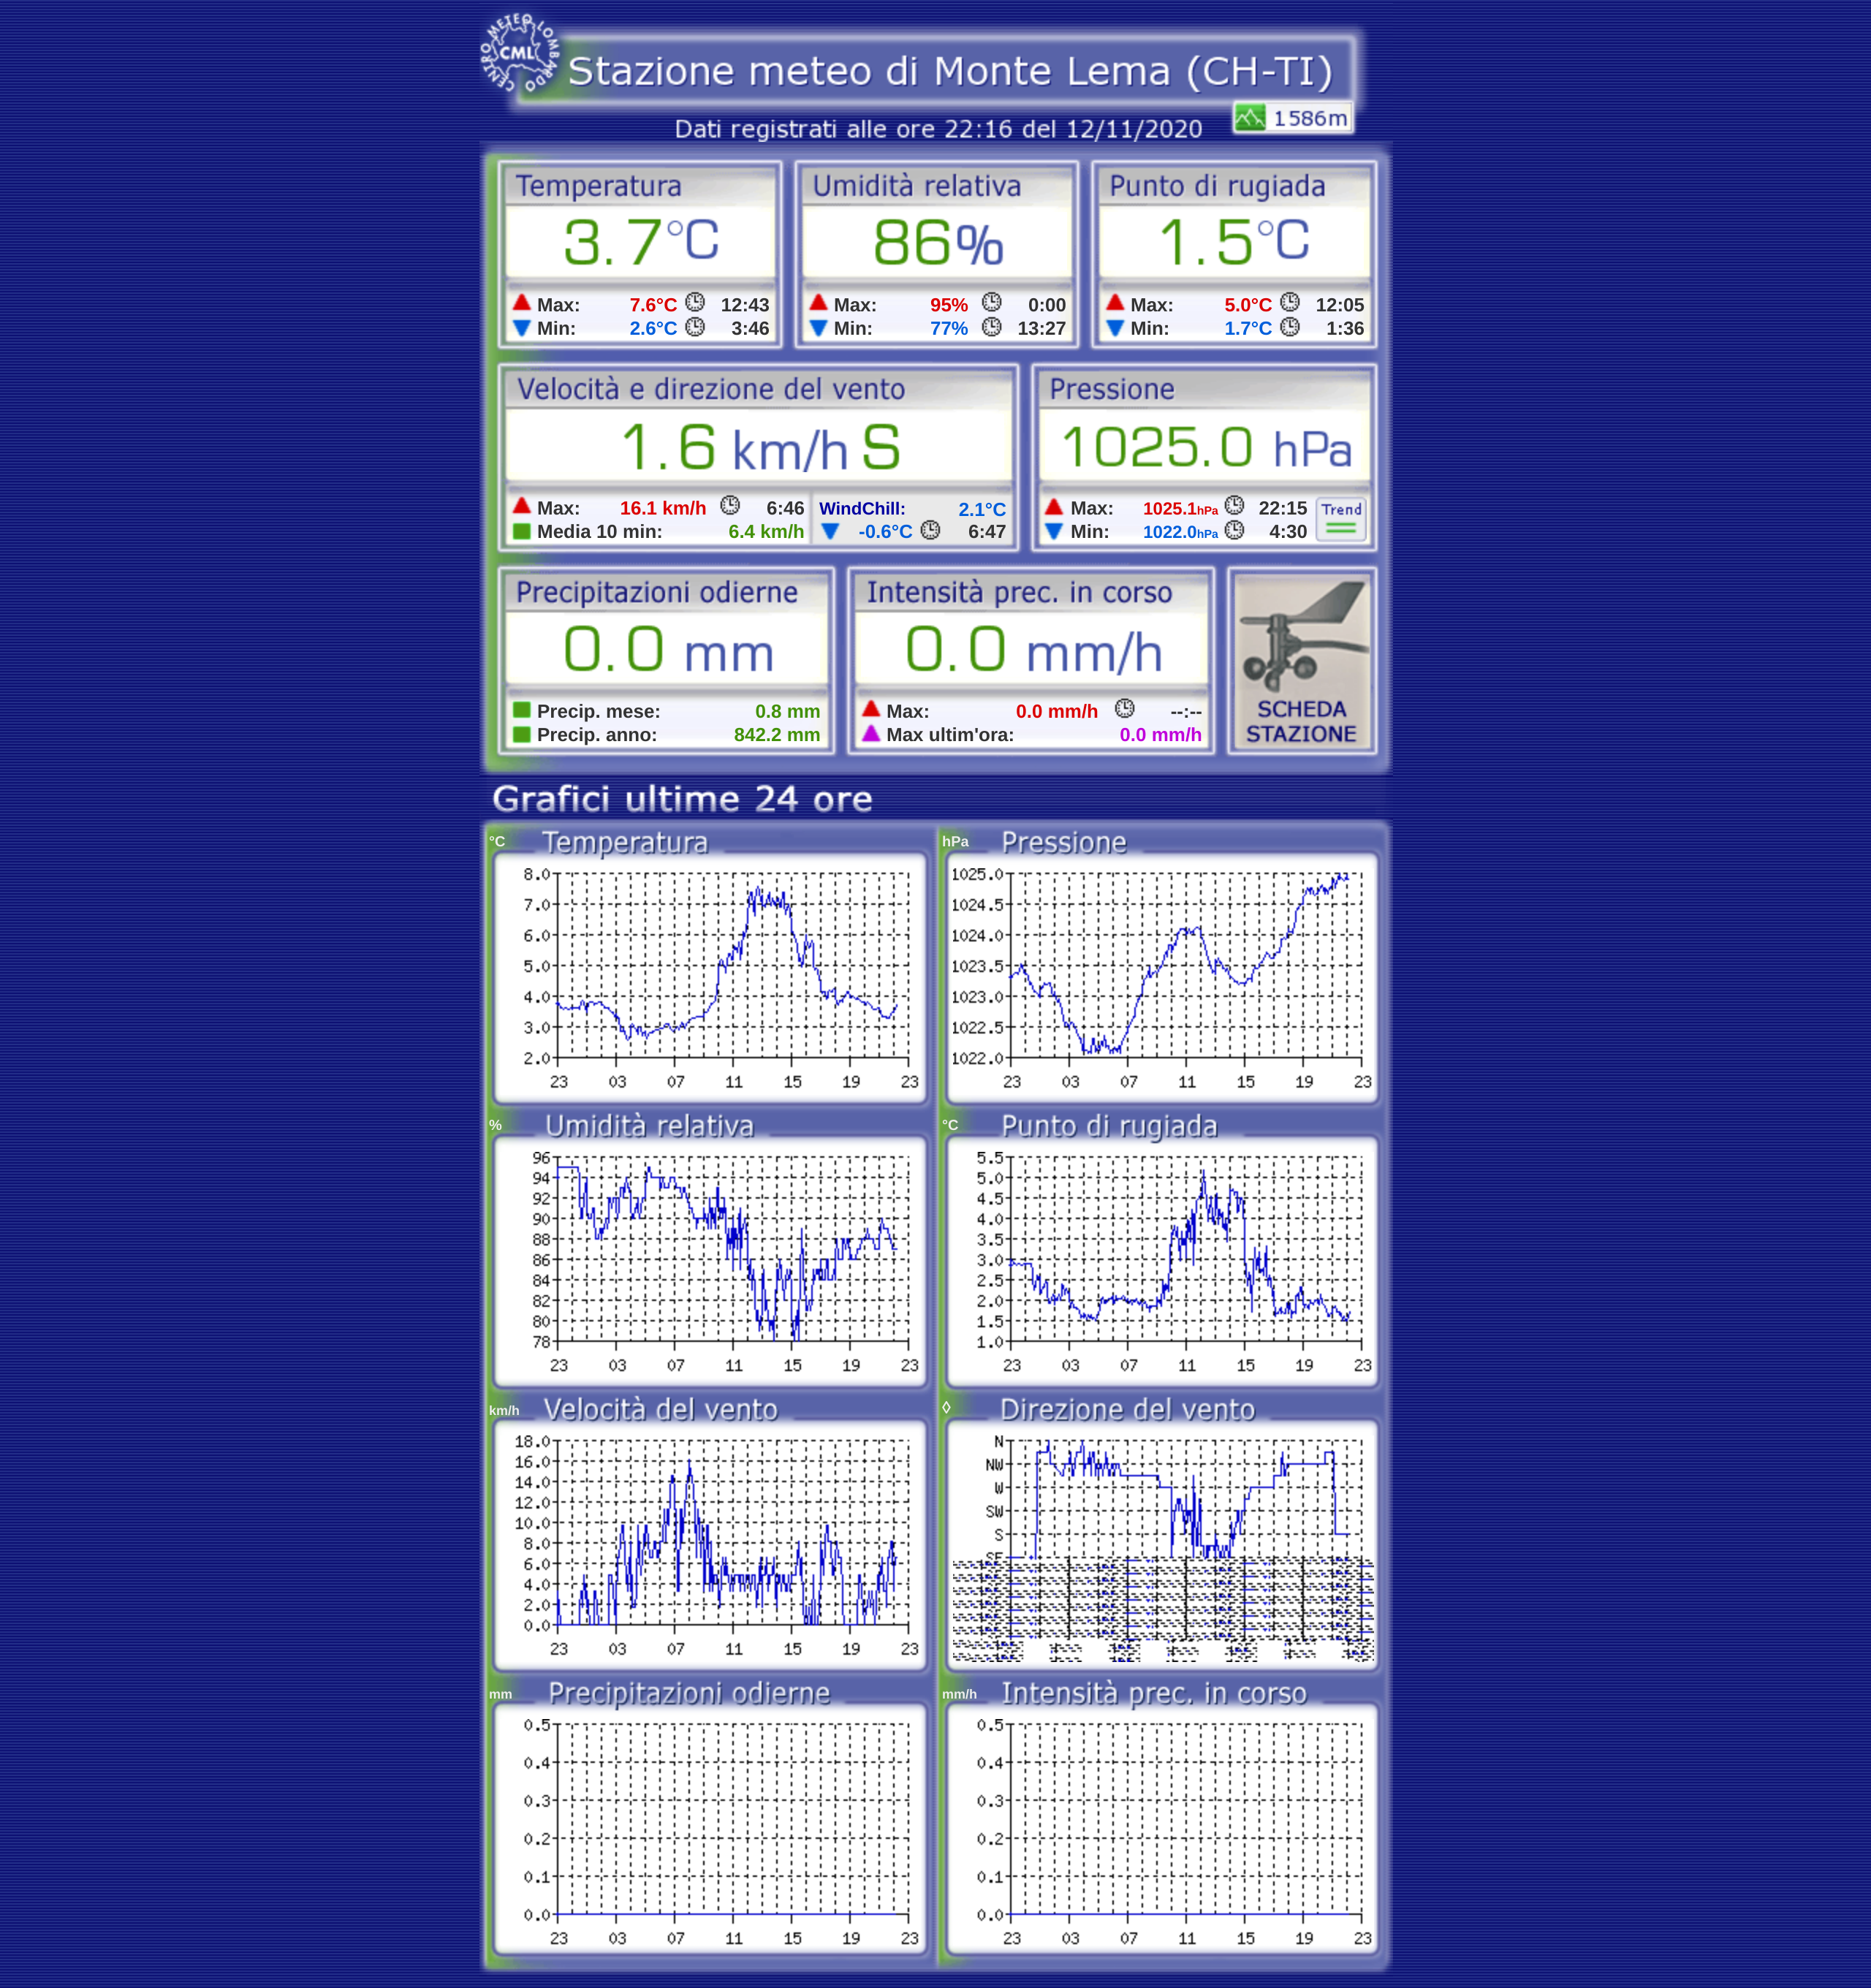 CENTRO METEO LOMBARDO
CML
Stazione meteo di Monte Lema (CH-TI)
1586m
Dati registrati alle ore 22:16 del 12/11/2020
Temperatura
3.7°C
Max: 7.6°C 12:43
Min: 2.6°C 3:46
Umidità relativa
86%
Max: 95% 0:00
Min: 77% 13:27
Punto di rugiada
1.5°C
Max: 5.0°C 12:05
Min: 1.7°C 1:36
Velocità e direzione del vento
1.6 km/h S
Max: 16.1 km/h 6:46
Media 10 min: 6.4 km/h
WindChill: 2.1°C
-0.6°C 6:47
Pressione
1025.0 hPa
Max: 1025.1hPa 22:15
Min: 1022.0hPa 4:30
Trend
Precipitazioni odierne
0.0 mm
Precip. mese: 0.8 mm
Precip. anno: 842.2 mm
Intensità prec. in corso
0.0 mm/h
Max: 0.0 mm/h --:--
Max ultim'ora: 0.0 mm/h
SCHEDA
STAZIONE
Grafici ultime 24 ore
°C Temperatura
8.0
7.0
6.0
5.0
4.0
3.0
2.0
23 03 07 11 15 19 23
hPa Pressione
1025.0
1024.5
1024.0
1023.5
1023.0
1022.5
1022.0
23 03 07 11 15 19 23
% Umidità relativa
96
94
92
90
88
86
84
82
80
78
23 03 07 11 15 19 23
°C Punto di rugiada
5.5
5.0
4.5
4.0
3.5
3.0
2.5
2.0
1.5
1.0
23 03 07 11 15 19 23
km/h Velocità del vento
18.0
16.0
14.0
12.0
10.0
8.0
6.0
4.0
2.0
0.0
23 03 07 11 15 19 23
◊ Direzione del vento
N
NW
W
SW
S
mm Precipitazioni odierne
0.5
0.4
0.3
0.2
0.1
0.0
23 03 07 11 15 19 23
mm/h Intensità prec. in corso
0.5
0.4
0.3
0.2
0.1
0.0
23 03 07 11 15 19 23